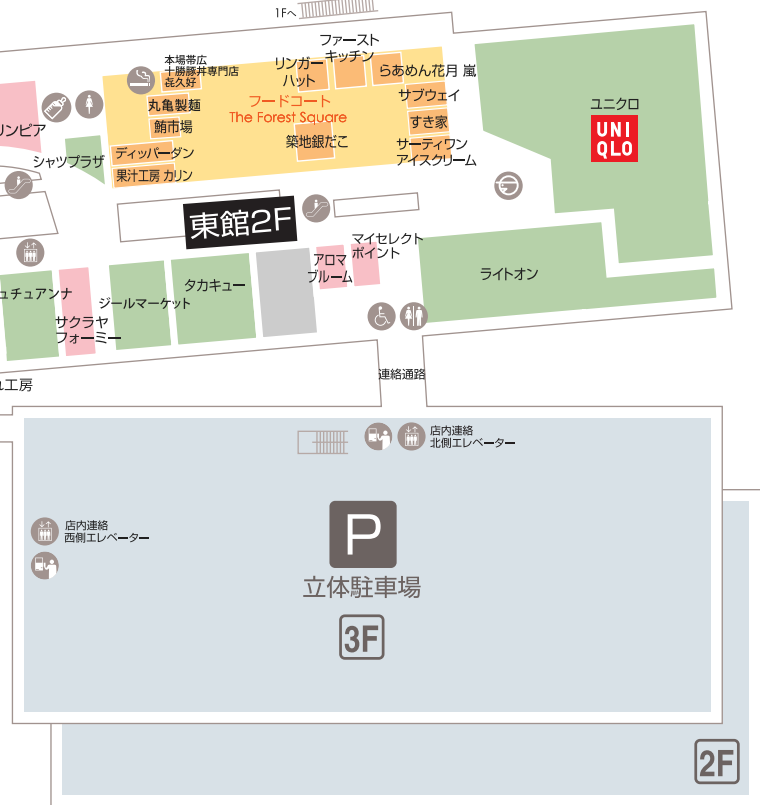 1Fへ
ファースト
キッチン
本場帯広
十勝豚丼専門店
㐂久好
リンガー
ハット
らあめん花月 嵐
丸亀製麺
フードコート
The Forest Square
サブウェイ
ユニクロ
UNI
QLO
リンピア
鮪市場
すき家
築地銀だこ
シャツプラザ
ディッパーダン
サーティワン
アイスクリーム
果汁工房 カリン
東館2F
マイセレクト
ポイント
アロマ
ブルーム
ライトオン
チュチュアンナ
タカキュー
ジールマーケット
サクラヤ
フォーミー
連絡通路
工房
店内連絡
北側エレベーター
店内連絡
西側エレベーター
P
立体駐車場
3F
2F